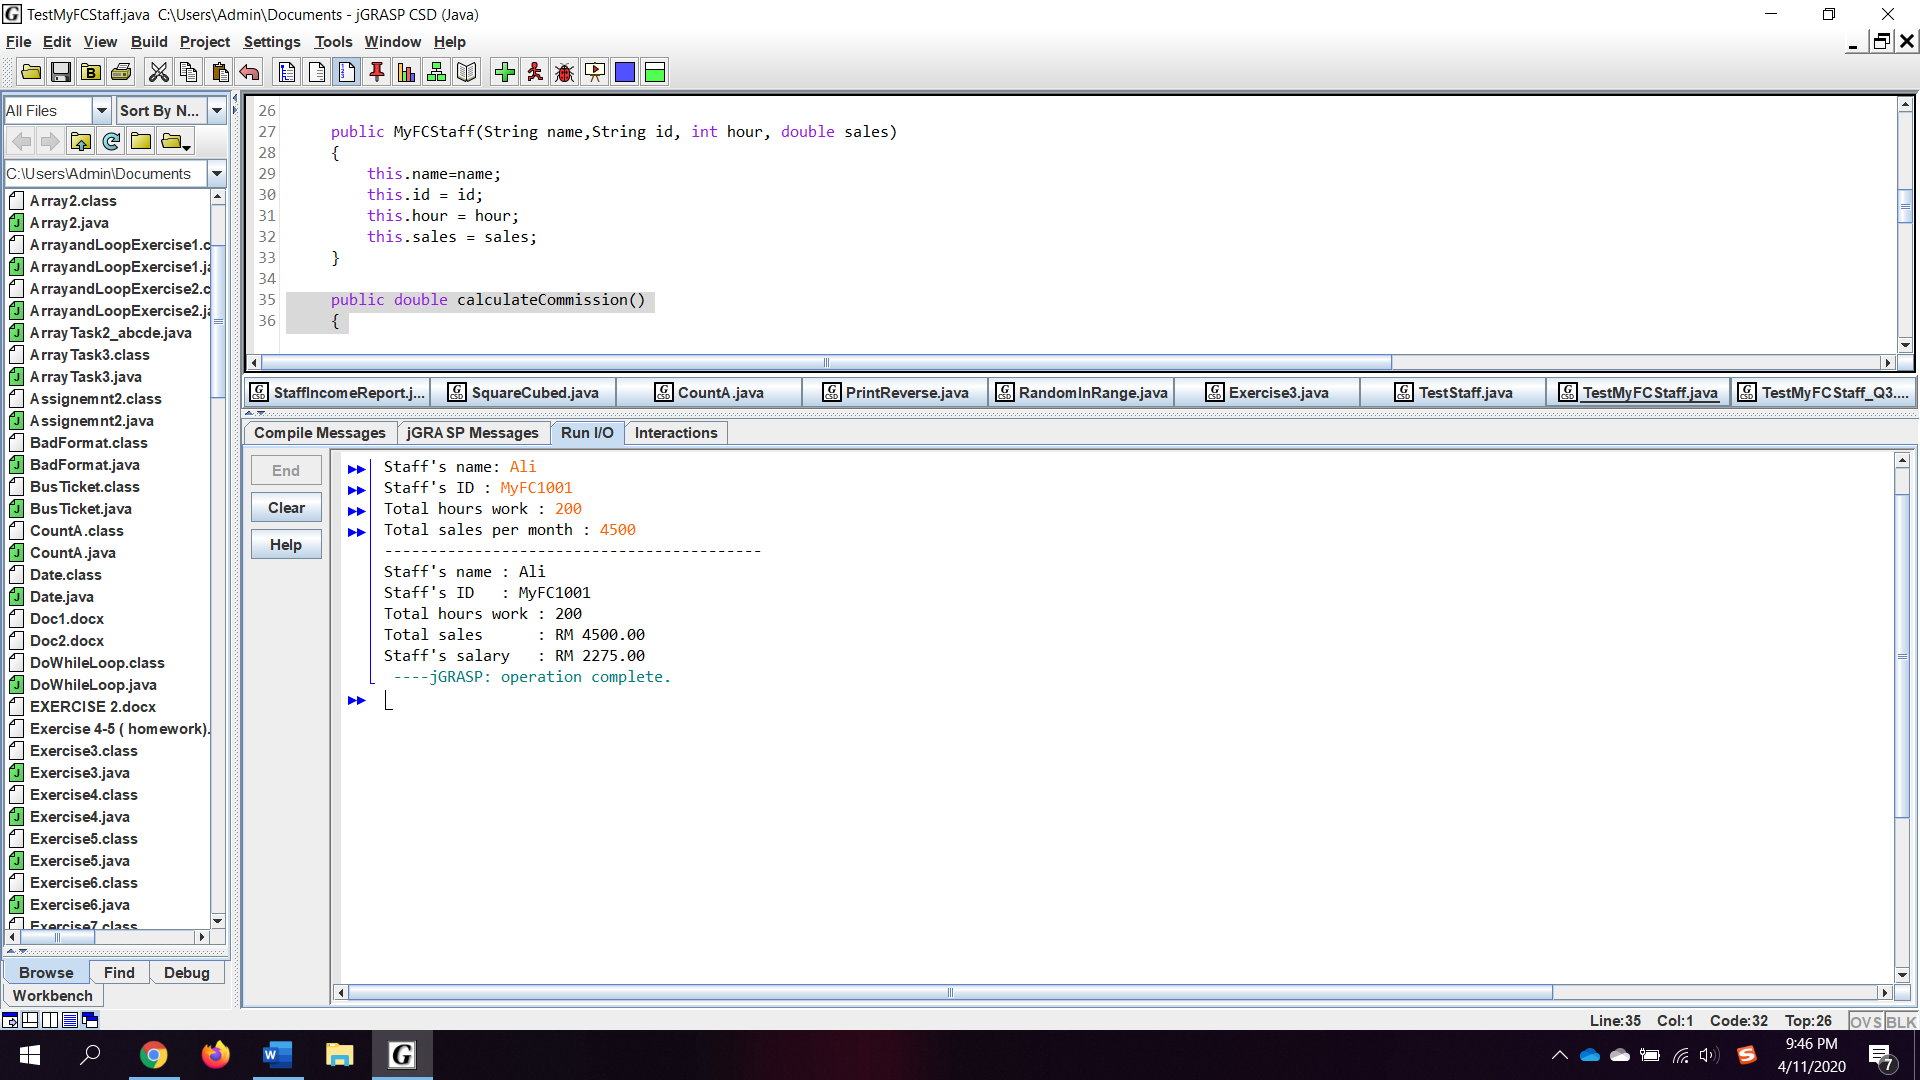 TestMyFCStaff.java  C:\Users\Admin\Documents - jGRASP CSD (Java)
File Edit View Build Project Settings Tools Window Help
All Files
Sort By N...
C:\Users\Admin\Documents
Array2.class
Array2.java
ArrayandLoopExercise1.c
ArrayandLoopExercise1.ja
ArrayandLoopExercise2.c
ArrayandLoopExercise2.ja
ArrayTask2_abcde.java
ArrayTask3.class
ArrayTask3.java
Assignemnt2.class
Assignemnt2.java
BadFormat.class
BadFormat.java
BusTicket.class
BusTicket.java
CountA.class
CountA.java
Date.class
Date.java
Doc1.docx
Doc2.docx
DoWhileLoop.class
DoWhileLoop.java
EXERCISE 2.docx
Exercise 4-5 ( homework).
Exercise3.class
Exercise3.java
Exercise4.class
Exercise4.java
Exercise5.class
Exercise5.java
Exercise6.class
Exercise6.java
Exercise7.class
Browse Find Debug
Workbench
26
27 public MyFCStaff(String name,String id, int hour, double sales)
28 {
29 this.name=name;
30 this.id = id;
31 this.hour = hour;
32 this.sales = sales;
33 }
34
35 public double calculateCommission()
36 {
StaffIncomeReport.j... SquareCubed.java CountA.java PrintReverse.java RandomInRange.java Exercise3.java TestStaff.java TestMyFCStaff.java TestMyFCStaff_Q3....
Compile Messages jGRASP Messages Run I/O Interactions
End
Clear
Help
Staff's name: Ali
Staff's ID : MyFC1001
Total hours work : 200
Total sales per month : 4500
------------------------------------------
Staff's name : Ali
Staff's ID   : MyFC1001
Total hours work : 200
Total sales      : RM 4500.00
Staff's salary   : RM 2275.00
----jGRASP: operation complete.
Line:35 Col:1 Code:32 Top:26 OVS BLK
9:46 PM
4/11/2020
7